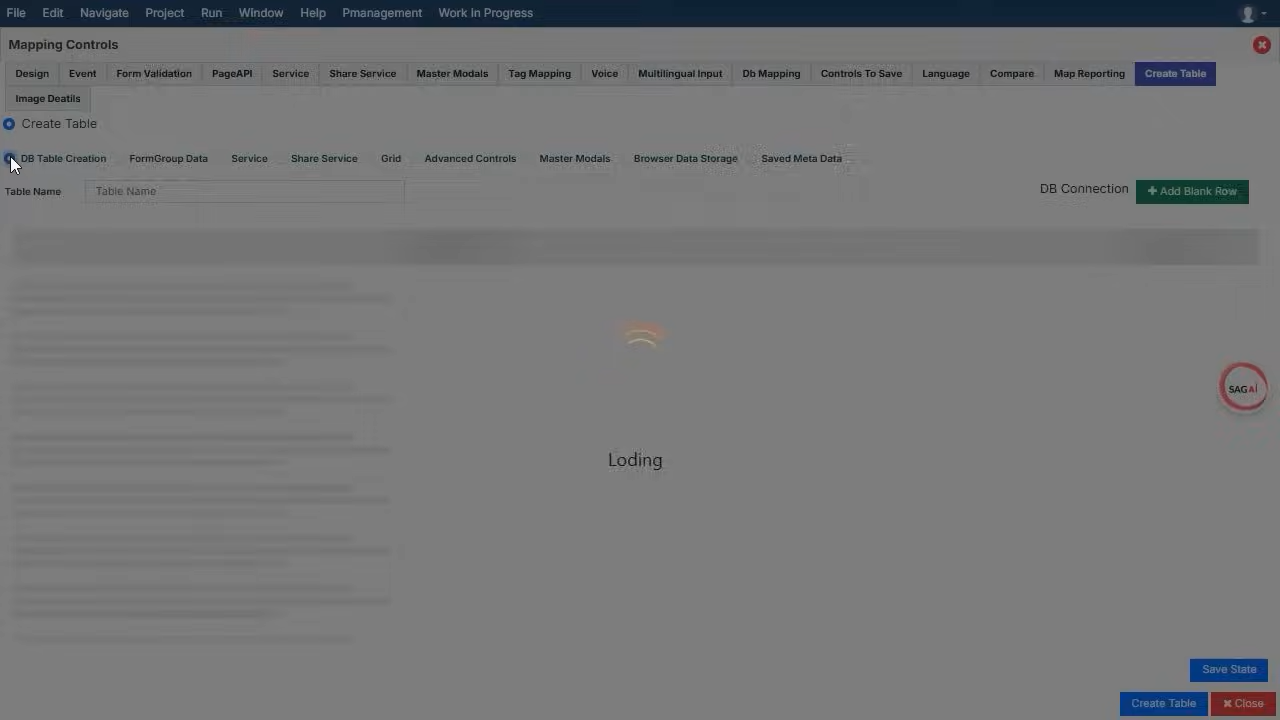 File Edit Navigate Project Run Window Help Pmanagement Work In Progress
Mapping Controls
Design Event Form Validation PageAPI Service Share Service Master Modals Tag Mapping Voice Multilingual Input Db Mapping Controls To Save Language Compare Map Reporting Create Table
Image Deatils
Create Table
DB Table Creation FormGroup Data Service Share Service Grid Advanced Controls Master Modals Browser Data Storage Saved Meta Data
Table Name Table Name DB Connection + Add Blank Row
SAG AI
Loding
Save State
Create Table Close